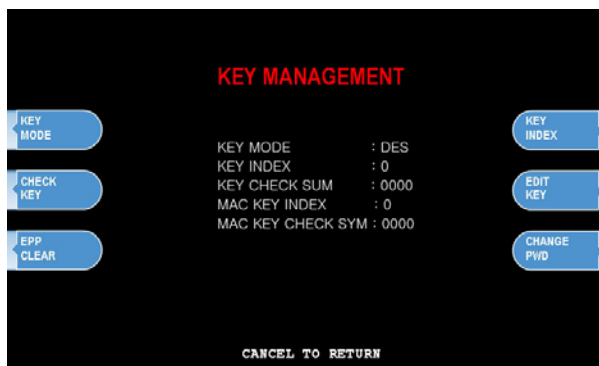 KEY MANAGEMENT
KEY
MODE
CHECK
KEY
EPP
CLEAR
KEY MODE : DES
KEY INDEX : 0
KEY CHECK SUM : 0000
MAC KEY INDEX : 0
MAC KEY CHECK SYM : 0000
KEY
INDEX
EDIT
KEY
CHANGE
PWD
CANCEL TO RETURN